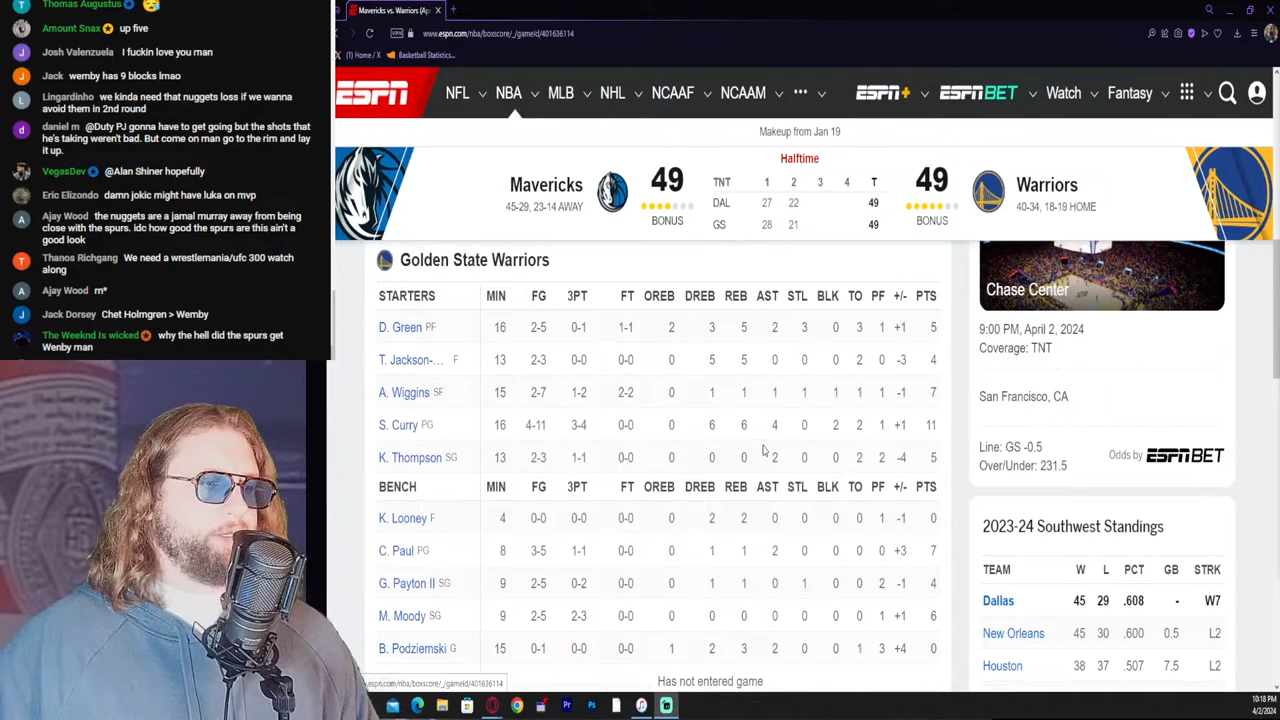 Thomas Augustus
Amount Snax up five
Josh Valenzuela I fuckin love you man
Jack wemby has 9 blocks lmao
Lingardinho we kinda need that nuggets loss if we wanna
avoid them in 2nd round
daniel m @Duty PJ gonna have to get going but the shots that
he's taking weren't bad. But come on man go to the rim and lay
it up.
VegasDev @Alan Shiner hopefully
Eric Elizondo damn jokic might have luka on mvp
Ajay Wood the nuggets are a jamal murray away from being
close with the spurs. idc how good the spurs are this ain't a
good look
Thanos Richgang We need a wrestlemania/ufc 300 watch
along
Ajay Wood rn*
Jack Dorsey Chet Holmgren > Wemby
The Weeknd Is wicked why the hell did the spurs get
Wenby man
Mavericks vs. Warriors (Ap
VPN www.espn.com/nba/boxscore/_/gameId/401636114
(1) Home / X Basketball Statistics...
ESPN NFL NBA MLB NHL NCAAF NCAAM ••• ESPN+ ESPN BET Watch Fantasy
Makeup from Jan 19
Halftime
Mavericks 49 TNT 1 2 3 4 T 49 Warriors
45-29, 23-14 AWAY BONUS DAL 27 22 49 BONUS 40-34, 18-19 HOME
GS 28 21 49
Golden State Warriors
STARTERS MIN FG 3PT FT OREB DREB REB AST STL BLK TO PF +/- PTS
D. Green PF 16 2-5 0-1 1-1 2 3 5 2 3 0 3 1 +1 5
T. Jackson-... F 13 2-3 0-0 0-0 0 5 5 0 0 0 2 0 -3 4
A. Wiggins SF 15 2-7 1-2 2-2 0 1 1 1 1 1 1 1 -1 7
S. Curry PG 16 4-11 3-4 0-0 0 6 6 4 0 2 2 1 +1 11
K. Thompson SG 13 2-3 1-1 0-0 0 0 0 2 0 0 2 2 -4 5
BENCH MIN FG 3PT FT OREB DREB REB AST STL BLK TO PF +/- PTS
K. Looney F 4 0-0 0-0 0-0 0 2 2 0 0 0 0 1 -1 0
C. Paul PG 8 3-5 1-1 0-0 0 1 1 2 0 0 0 0 +3 7
G. Payton II SG 9 2-5 0-2 0-0 0 1 1 0 1 0 0 2 -1 4
M. Moody SG 9 2-5 2-3 0-0 0 0 0 0 0 0 0 1 +1 6
B. Podziemski G 15 0-1 0-0 0-0 1 2 3 2 0 0 1 3 +4 0
Has not entered game
espn.com/nba/boxscore/_/gameId/401636114
Chase Center
9:00 PM, April 2, 2024
Coverage: TNT
San Francisco, CA
Line: GS -0.5
Over/Under: 231.5
Odds by ESPN BET
2023-24 Southwest Standings
TEAM W L PCT GB STRK
Dallas 45 29 .608 - W7
New Orleans 45 30 .600 0.5 L2
Houston 38 37 .507 7.5 L2
10:18 PM
4/2/2024